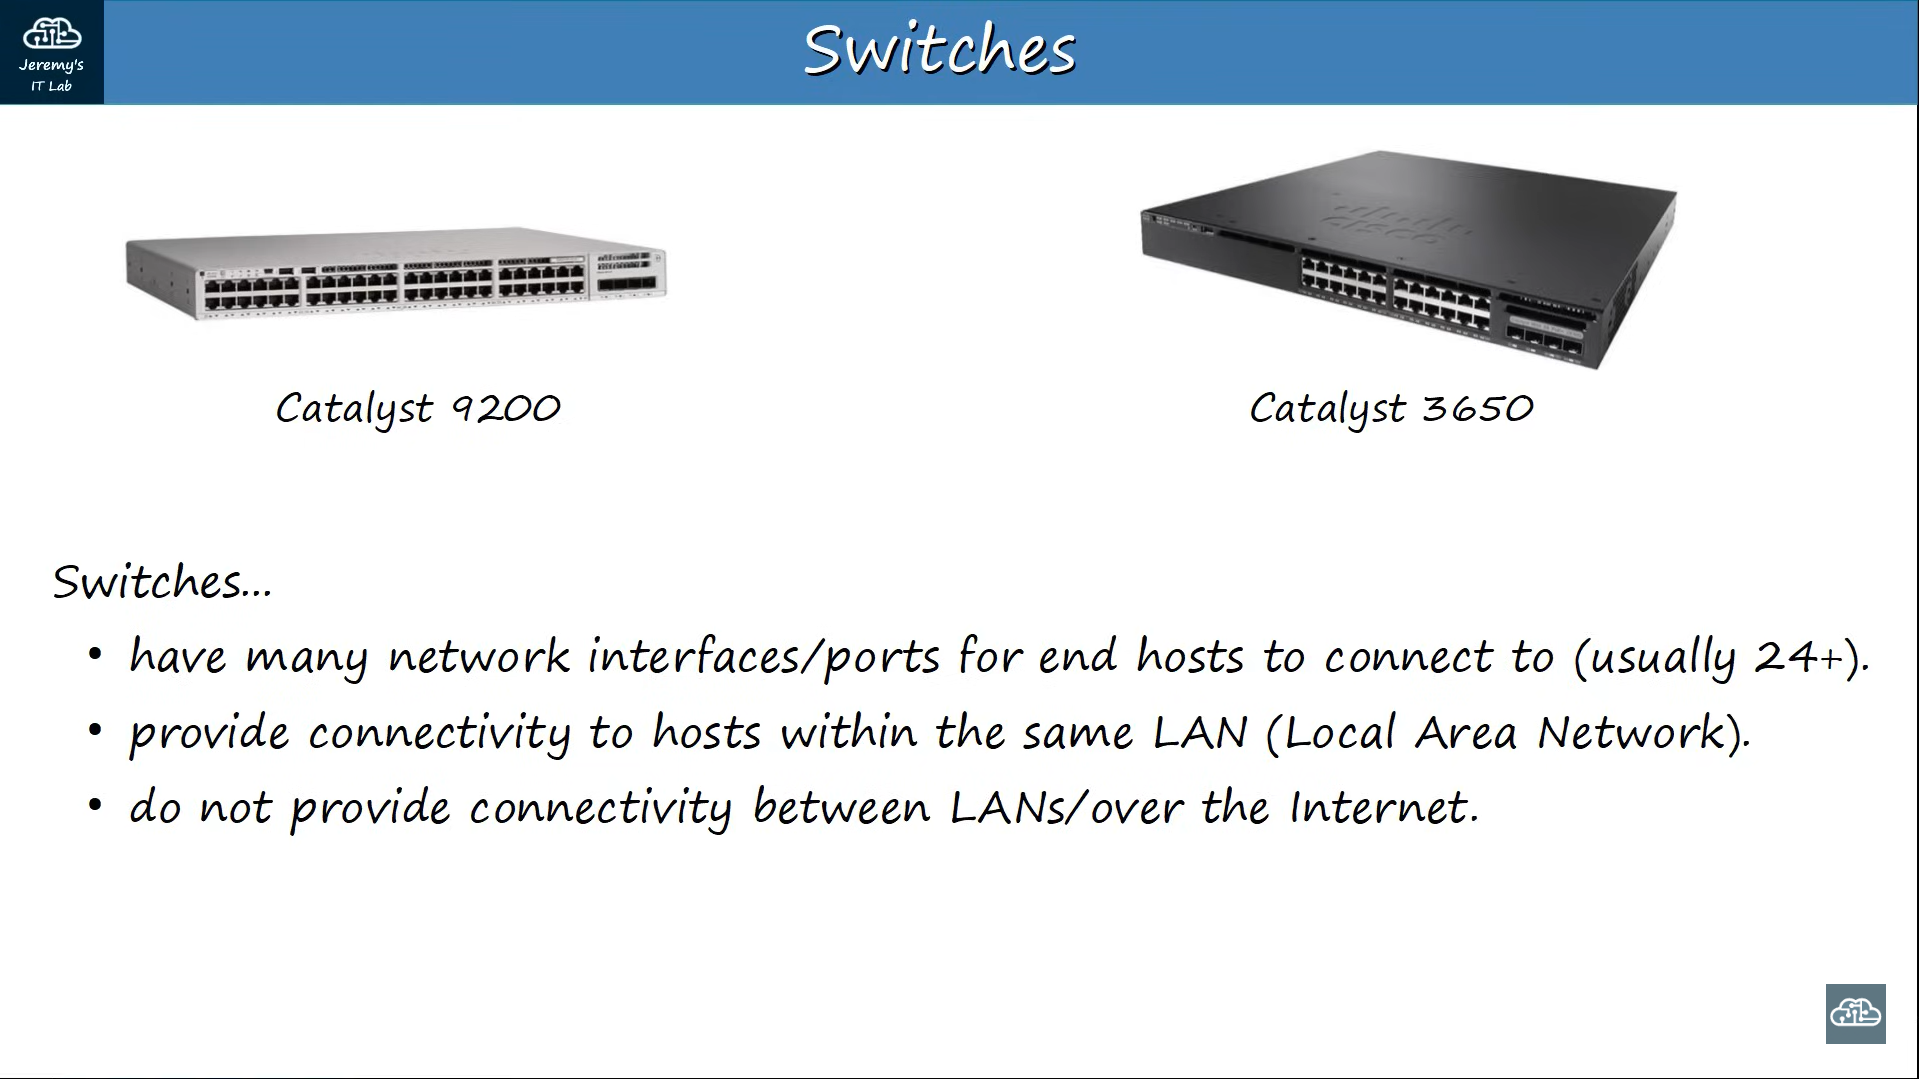 Jeremy's
IT Lab
Switches
CISCO
Catalyst 9200
Catalyst 3650
Switches...
• have many network interfaces/ports for end hosts to connect to (usually 24+).
• provide connectivity to hosts within the same LAN (Local Area Network).
• do not provide connectivity between LANs/over the Internet.